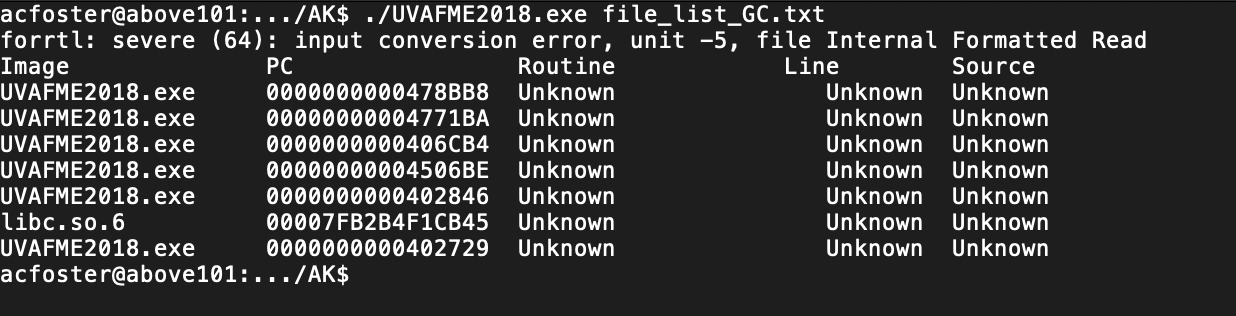 acfoster@above101:.../AK$ ./UVAFME2018.exe file_list_GC.txt
forrtl: severe (64): input conversion error, unit -5, file Internal Formatted Read
Image              PC                Routine            Line        Source
UVAFME2018.exe     0000000000478BB8  Unknown               Unknown  Unknown
UVAFME2018.exe     00000000004771BA  Unknown               Unknown  Unknown
UVAFME2018.exe     0000000000406CB4  Unknown               Unknown  Unknown
UVAFME2018.exe     00000000004506BE  Unknown               Unknown  Unknown
UVAFME2018.exe     0000000000402846  Unknown               Unknown  Unknown
libc.so.6          00007FB2B4F1CB45  Unknown               Unknown  Unknown
UVAFME2018.exe     0000000000402729  Unknown               Unknown  Unknown
acfoster@above101:.../AK$